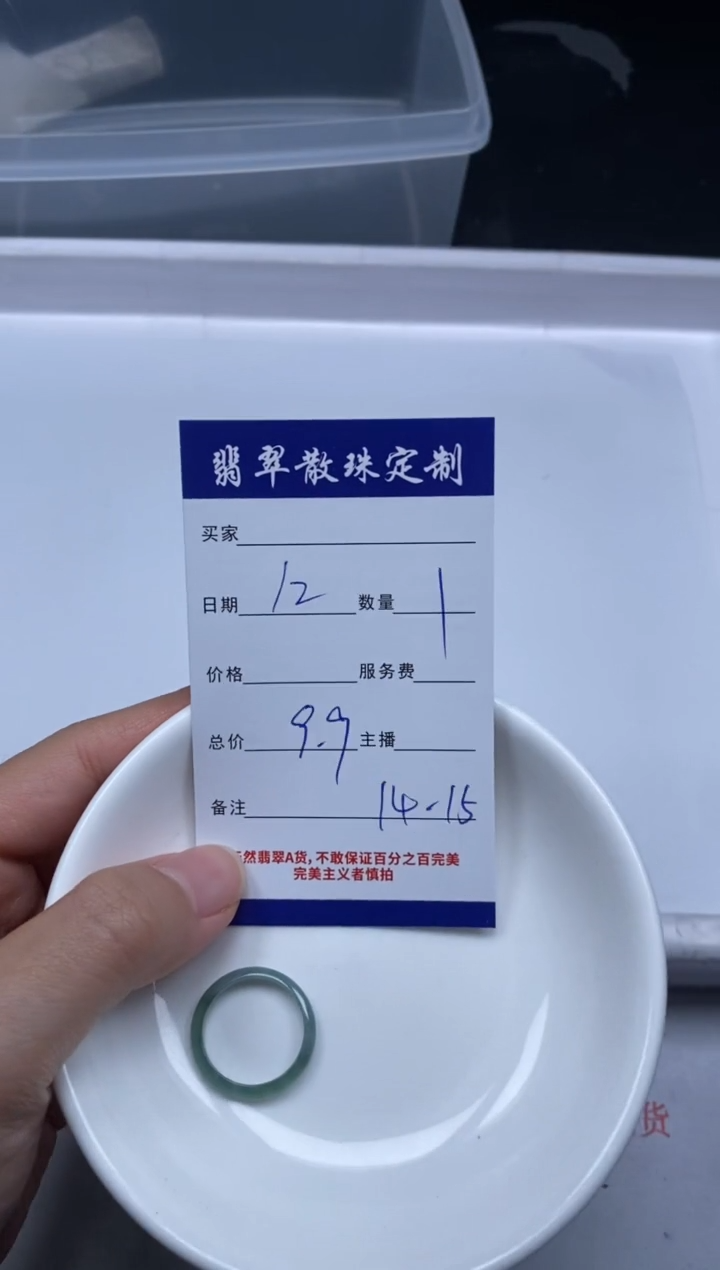 翡翠散珠定制
买家
日期 12 数量 1
价格 服务费
总价 9.9 主播
备注 14-15
然翡翠A货,不敢保证百分之百完美
完美主义者慎拍
货